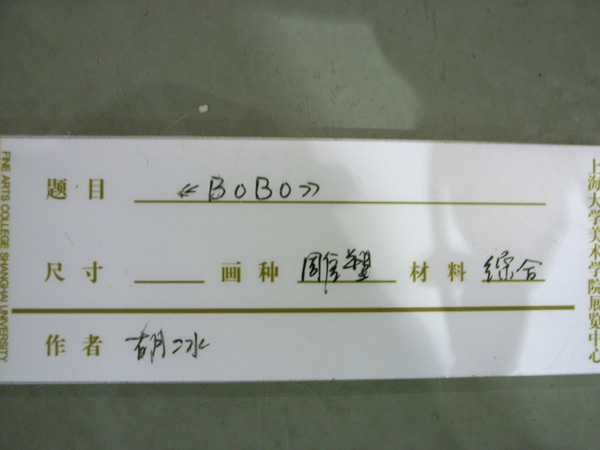 题目 《BOBO》
尺寸 画种 雕塑 材料 综合
作者 胡冰
FINE ARTS COLLEGE SHANGHAI UNIVERSITY
上海大学美术学院展览中心